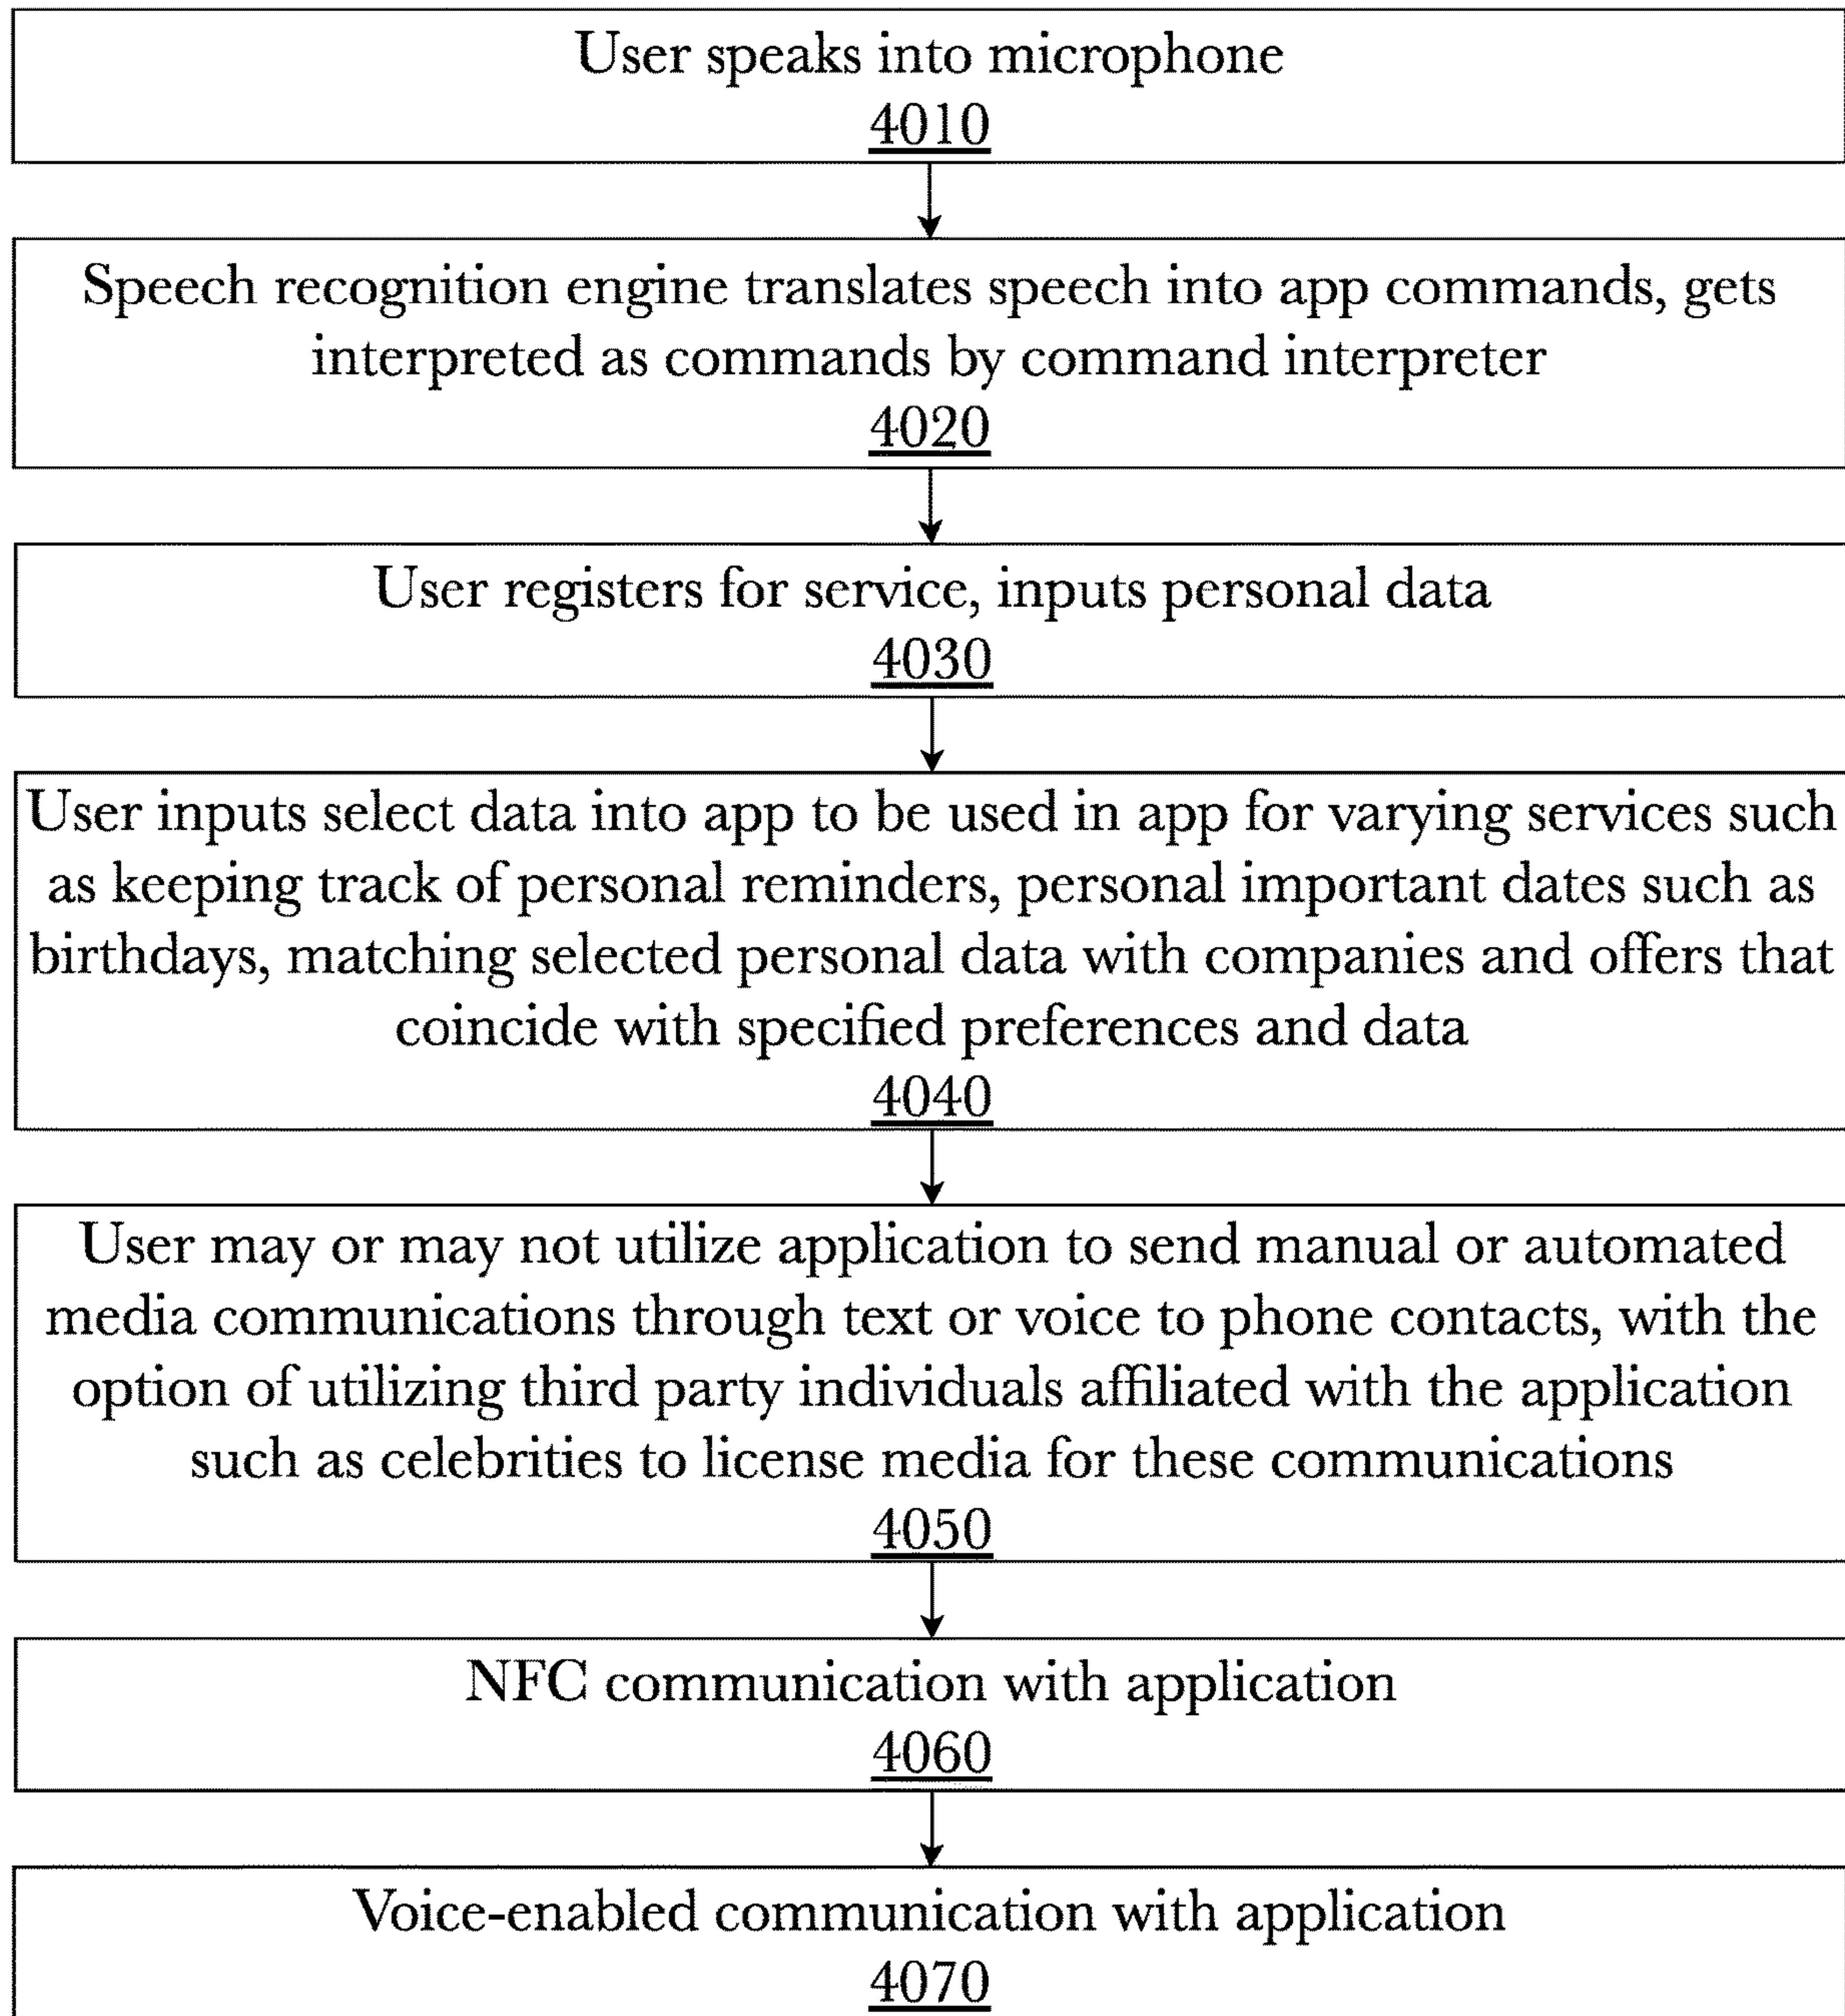 User speaks into microphone
4010
Speech recognition engine translates speech into app commands, gets
interpreted as commands by command interpreter
4020
User registers for service, inputs personal data
4030
User inputs select data into app to be used in app for varying services such
as keeping track of personal reminders, personal important dates such as
birthdays, matching selected personal data with companies and offers that
coincide with specified preferences and data
4040
User may or may not utilize application to send manual or automated
media communications through text or voice to phone contacts, with the
option of utilizing third party individuals affiliated with the application
such as celebrities to license media for these communications
4050
NFC communication with application
4060
Voice-enabled communication with application
4070